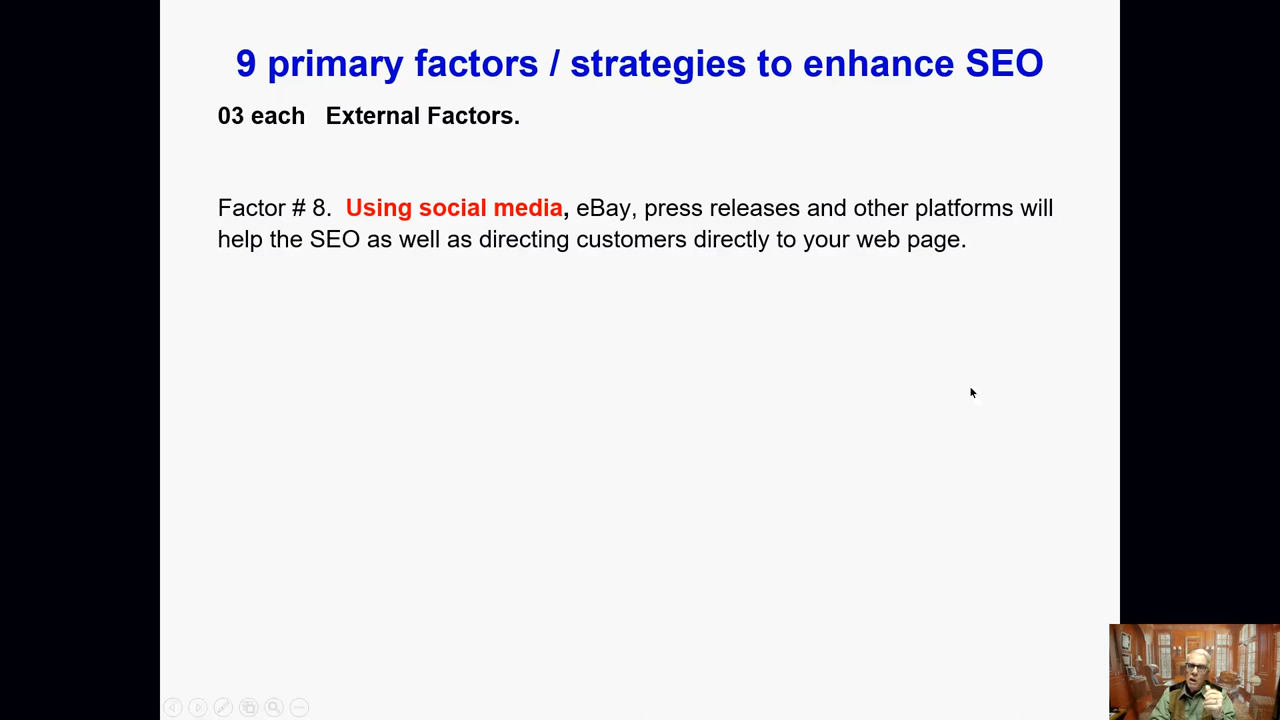 9 primary factors / strategies to enhance SEO
03 each External Factors.
Factor # 8. Using social media, eBay, press releases and other platforms will
help the SEO as well as directing customers directly to your web page.